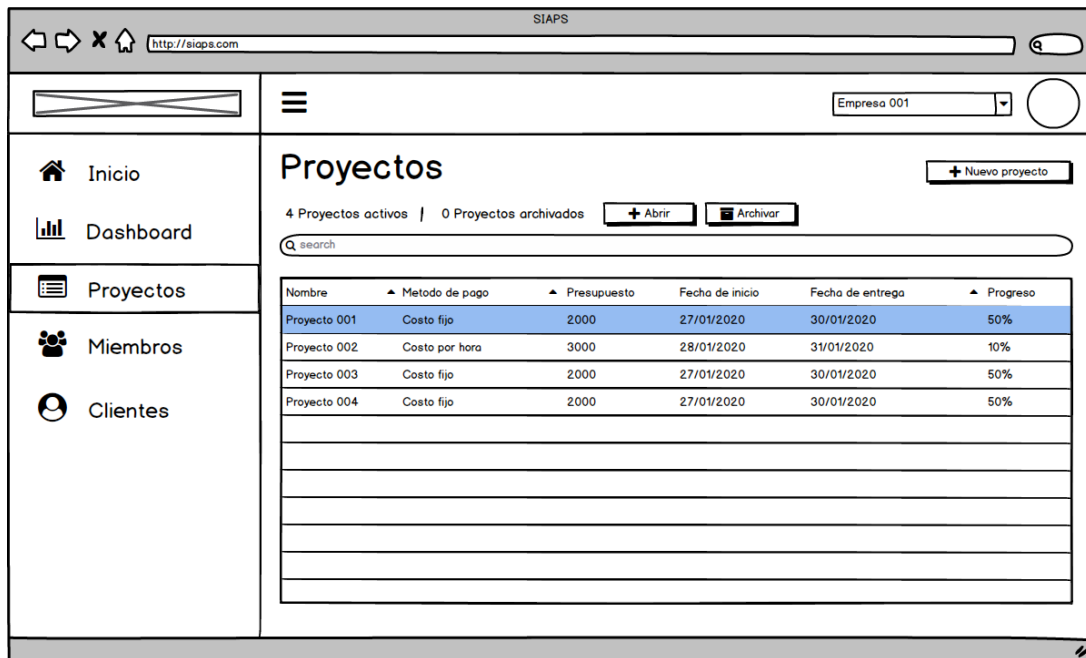 SIAPS
http://siaps.com
Empresa 001
Inicio
Dashboard
Proyectos
Miembros
Clientes
Proyectos
+ Nuevo proyecto
4 Proyectos activos | 0 Proyectos archivados + Abrir Archivar
search
Nombre Metodo de pago Presupuesto Fecha de inicio Fecha de entrega Progreso
Proyecto 001 Costo fijo 2000 27/01/2020 30/01/2020 50%
Proyecto 002 Costo por hora 3000 28/01/2020 31/01/2020 10%
Proyecto 003 Costo fijo 2000 27/01/2020 30/01/2020 50%
Proyecto 004 Costo fijo 2000 27/01/2020 30/01/2020 50%